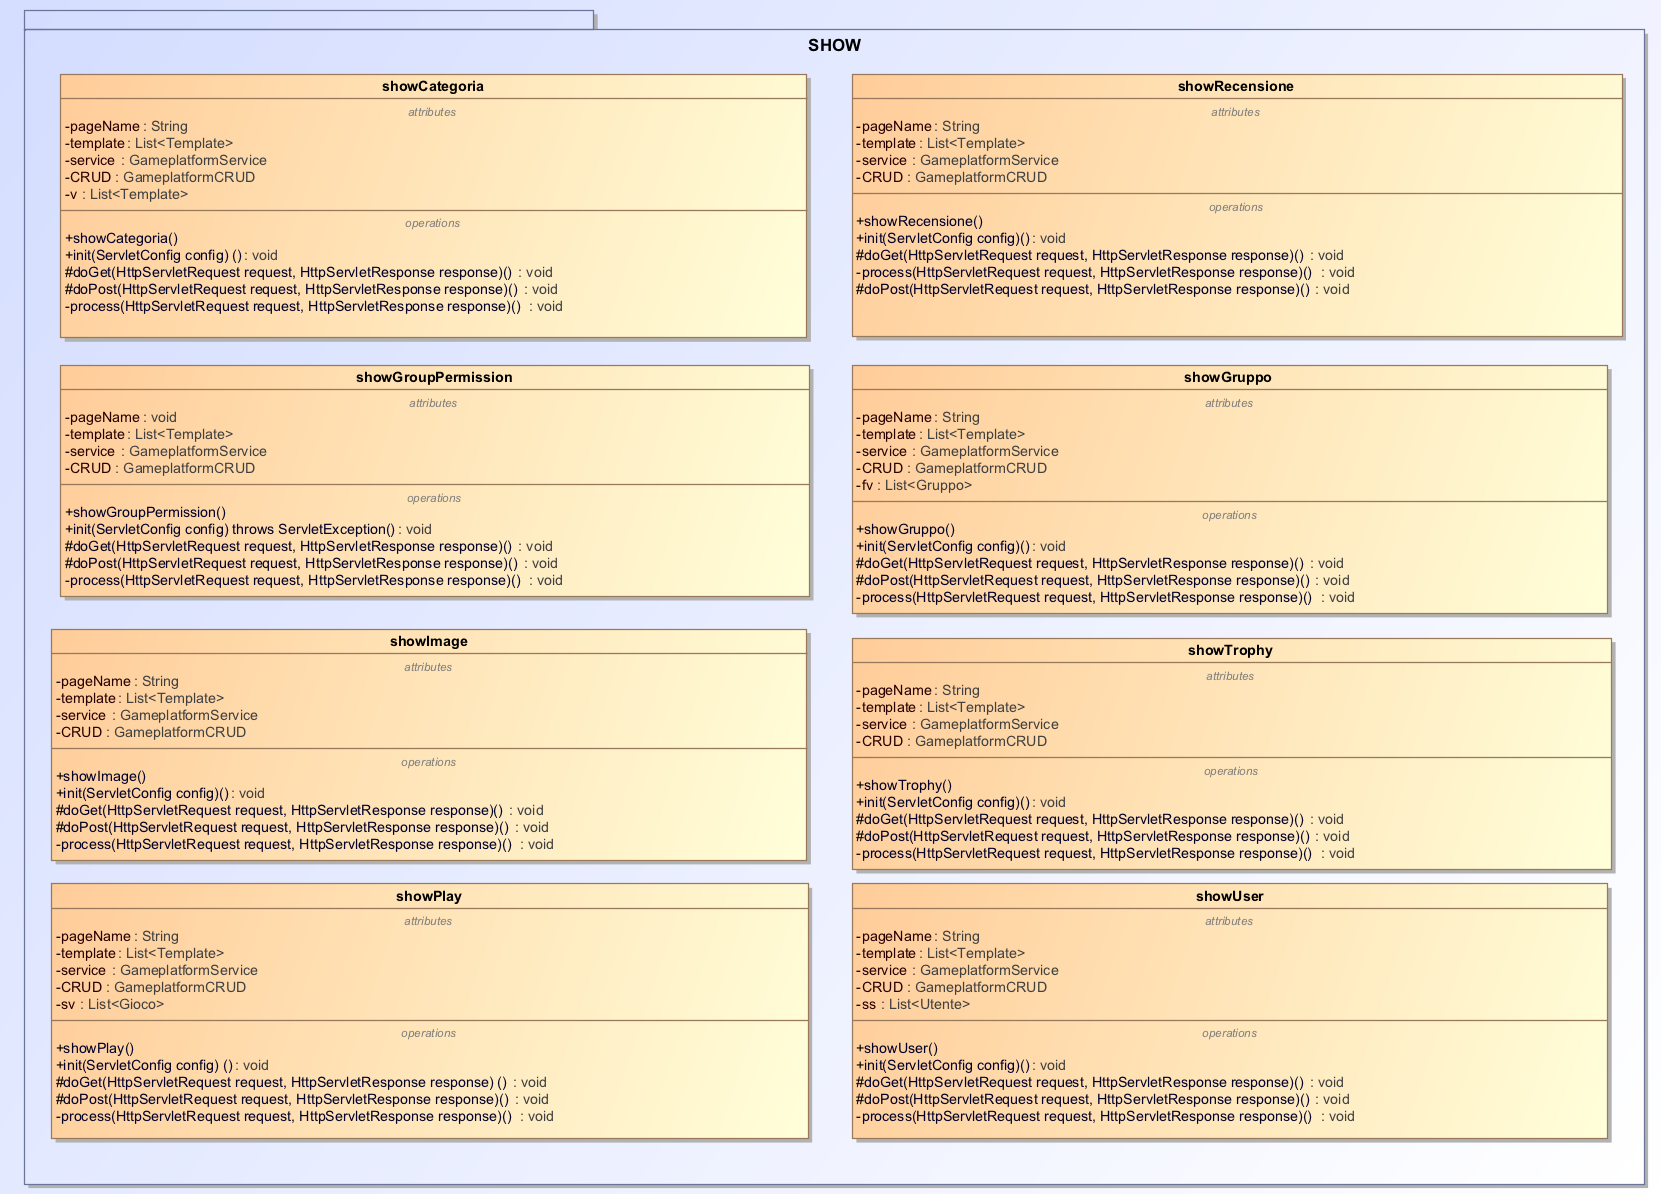 SHOW
showCategoria
attributes
-pageName : String
-template : List<Template>
-service : GameplatformService
-CRUD : GameplatformCRUD
-v : List<Template>
operations
+showCategoria()
+init(ServletConfig config) () : void
#doGet(HttpServletRequest request, HttpServletResponse response)() : void
#doPost(HttpServletRequest request, HttpServletResponse response)() : void
-process(HttpServletRequest request, HttpServletResponse response)() : void
showRecensione
attributes
-pageName : String
-template : List<Template>
-service : GameplatformService
-CRUD : GameplatformCRUD
operations
+showRecensione()
+init(ServletConfig config)() : void
#doGet(HttpServletRequest request, HttpServletResponse response)() : void
-process(HttpServletRequest request, HttpServletResponse response)() : void
#doPost(HttpServletRequest request, HttpServletResponse response)() : void
showGroupPermission
attributes
-pageName : void
-template : List<Template>
-service : GameplatformService
-CRUD : GameplatformCRUD
operations
+showGroupPermission()
+init(ServletConfig config) throws ServletException() : void
#doGet(HttpServletRequest request, HttpServletResponse response)() : void
#doPost(HttpServletRequest request, HttpServletResponse response)() : void
-process(HttpServletRequest request, HttpServletResponse response)() : void
showGruppo
attributes
-pageName : String
-template : List<Template>
-service : GameplatformService
-CRUD : GameplatformCRUD
-fv : List<Gruppo>
operations
+showGruppo()
+init(ServletConfig config)() : void
#doGet(HttpServletRequest request, HttpServletResponse response)() : void
#doPost(HttpServletRequest request, HttpServletResponse response)() : void
-process(HttpServletRequest request, HttpServletResponse response)() : void
showImage
attributes
-pageName : String
-template : List<Template>
-service : GameplatformService
-CRUD : GameplatformCRUD
operations
+showImage()
+init(ServletConfig config)() : void
#doGet(HttpServletRequest request, HttpServletResponse response)() : void
#doPost(HttpServletRequest request, HttpServletResponse response)() : void
-process(HttpServletRequest request, HttpServletResponse response)() : void
showTrophy
attributes
-pageName : String
-template : List<Template>
-service : GameplatformService
-CRUD : GameplatformCRUD
operations
+showTrophy()
+init(ServletConfig config)() : void
#doGet(HttpServletRequest request, HttpServletResponse response)() : void
#doPost(HttpServletRequest request, HttpServletResponse response)() : void
-process(HttpServletRequest request, HttpServletResponse response)() : void
showPlay
attributes
-pageName : String
-template : List<Template>
-service : GameplatformService
-CRUD : GameplatformCRUD
-sv : List<Gioco>
operations
+showPlay()
+init(ServletConfig config) () : void
#doGet(HttpServletRequest request, HttpServletResponse response) () : void
#doPost(HttpServletRequest request, HttpServletResponse response)() : void
-process(HttpServletRequest request, HttpServletResponse response)() : void
showUser
attributes
-pageName : String
-template : List<Template>
-service : GameplatformService
-CRUD : GameplatformCRUD
-ss : List<Utente>
operations
+showUser()
+init(ServletConfig config)() : void
#doGet(HttpServletRequest request, HttpServletResponse response)() : void
#doPost(HttpServletRequest request, HttpServletResponse response)() : void
-process(HttpServletRequest request, HttpServletResponse response)() : void